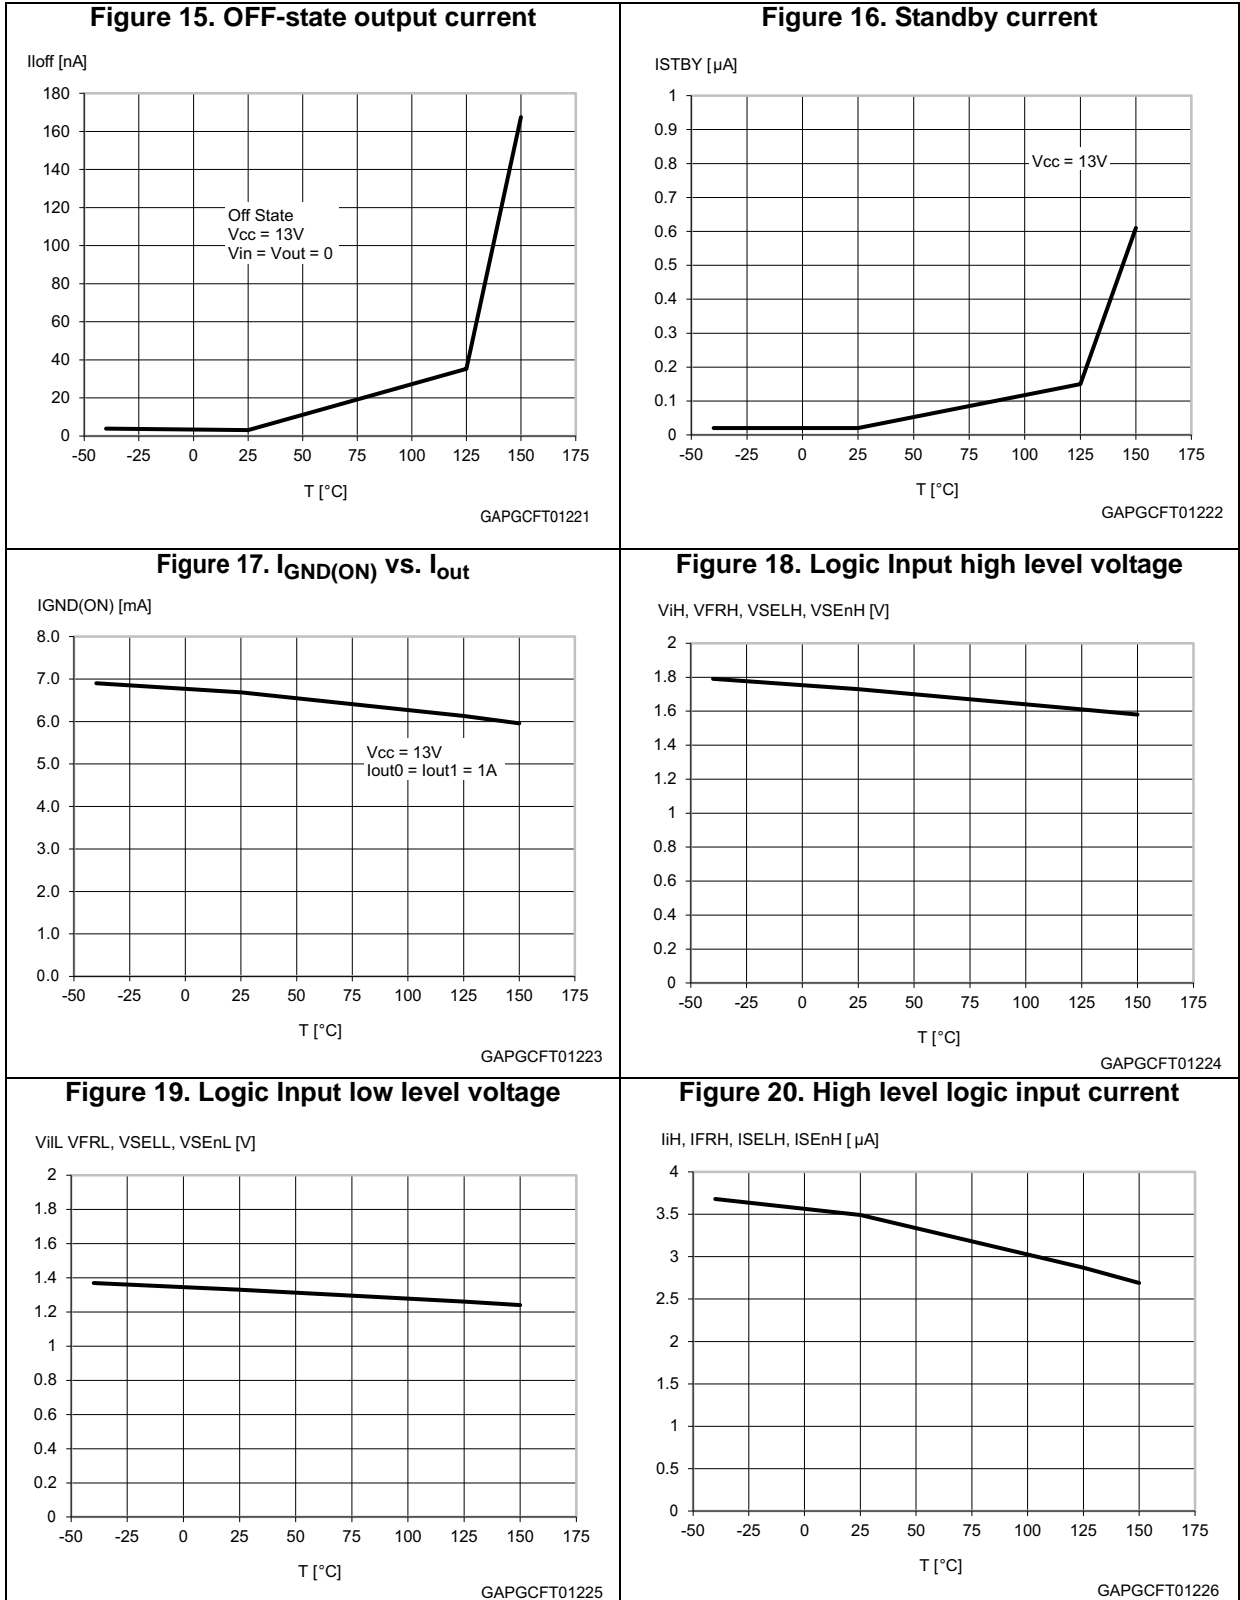 Figure 15. OFF-state output current
Iloff [nA]
180
160
140
120
100
80
60
40
20
0
Off State
Vcc = 13V
Vin = Vout = 0
-50 -25 0 25 50 75 100 125 150 175
T [°C]
GAPGCFT01221
Figure 16. Standby current
ISTBY [µA]
1
0.9
0.8
0.7
0.6
0.5
0.4
0.3
0.2
0.1
0
Vcc = 13V
-50 -25 0 25 50 75 100 125 150 175
T [°C]
GAPGCFT01222
Figure 17. IGND(ON) vs. Iout
IGND(ON) [mA]
8.0
7.0
6.0
5.0
4.0
3.0
2.0
1.0
0.0
Vcc = 13V
Iout0 = Iout1 = 1A
-50 -25 0 25 50 75 100 125 150 175
T [°C]
GAPGCFT01223
Figure 18. Logic Input high level voltage
ViH, VFRH, VSELH, VSEnH [V]
2
1.8
1.6
1.4
1.2
1
0.8
0.6
0.4
0.2
0
-50 -25 0 25 50 75 100 125 150 175
T [°C]
GAPGCFT01224
Figure 19. Logic Input low level voltage
VilL VFRL, VSELL, VSEnL [V]
2
1.8
1.6
1.4
1.2
1
0.8
0.6
0.4
0.2
0
-50 -25 0 25 50 75 100 125 150 175
T [°C]
GAPGCFT01225
Figure 20. High level logic input current
IiH, IFRH, ISELH, ISEnH [ µA]
4
3.5
3
2.5
2
1.5
1
0.5
0
-50 -25 0 25 50 75 100 125 150 175
T [°C]
GAPGCFT01226